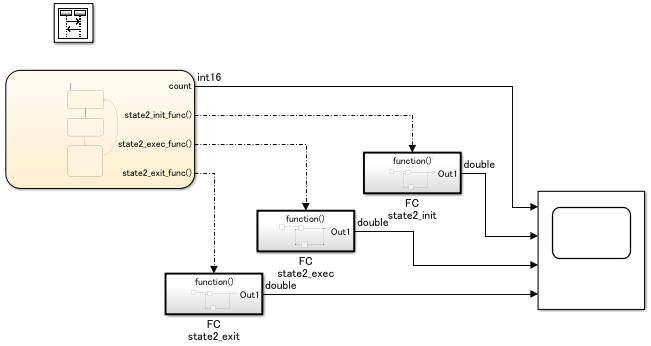 int16
count
state2_init_func()
state2_exec_func()
state2_exit_func()
function()
Out1
double
FC
state2_init
function()
Out1
double
FC
state2_exec
function()
Out1
double
FC
state2_exit